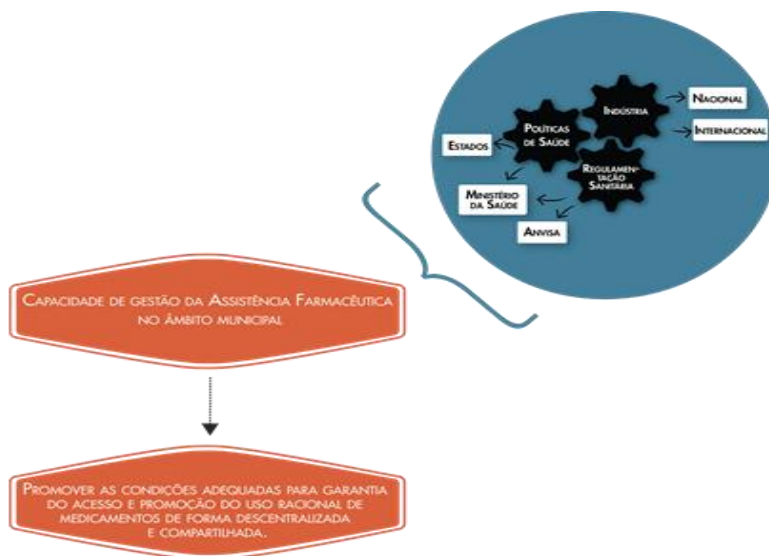 Indústria
Nacional
Internacional
Políticas
de Saúde
Estados
Regulamen-
tação
Sanitária
Ministério
da Saúde
Anvisa
Capacidade de gestão da Assistência Farmacêutica
no âmbito municipal
Promover as condições adequadas para garantia
do acesso e promoção do uso racional de
medicamentos de forma descentralizada
e compartilhada.